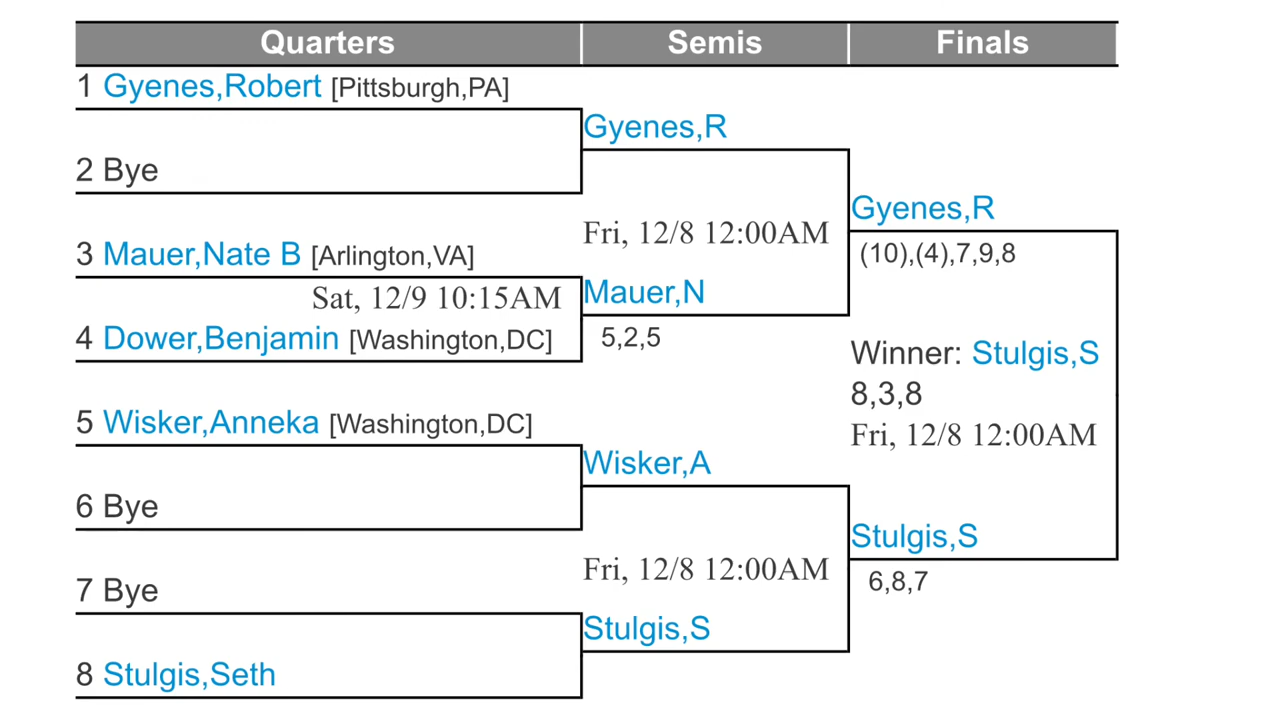 Quarters Semis Finals
1 Gyenes,Robert [Pittsburgh,PA]
Gyenes,R
2 Bye
Gyenes,R
Fri, 12/8 12:00AM
3 Mauer,Nate B [Arlington,VA]
(10),(4),7,9,8
Sat, 12/9 10:15AM
Mauer,N
4 Dower,Benjamin [Washington,DC]
5,2,5
Winner: Stulgis,S
8,3,8
Fri, 12/8 12:00AM
5 Wisker,Anneka [Washington,DC]
Wisker,A
6 Bye
Stulgis,S
Fri, 12/8 12:00AM
6,8,7
7 Bye
Stulgis,S
8 Stulgis,Seth